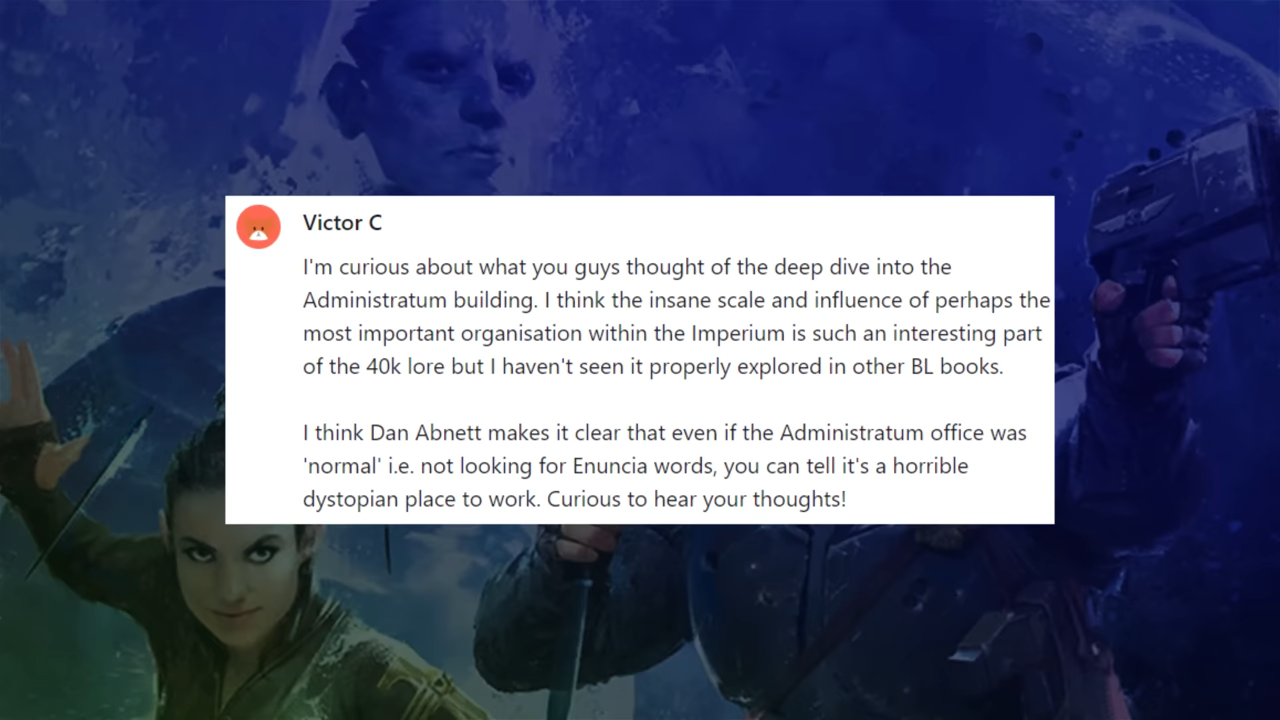 Victor C
I'm curious about what you guys thought of the deep dive into the
Administratum building. I think the insane scale and influence of perhaps the
most important organisation within the Imperium is such an interesting part
of the 40k lore but I haven't seen it properly explored in other BL books.
I think Dan Abnett makes it clear that even if the Administratum office was
'normal' i.e. not looking for Enuncia words, you can tell it's a horrible
dystopian place to work. Curious to hear your thoughts!